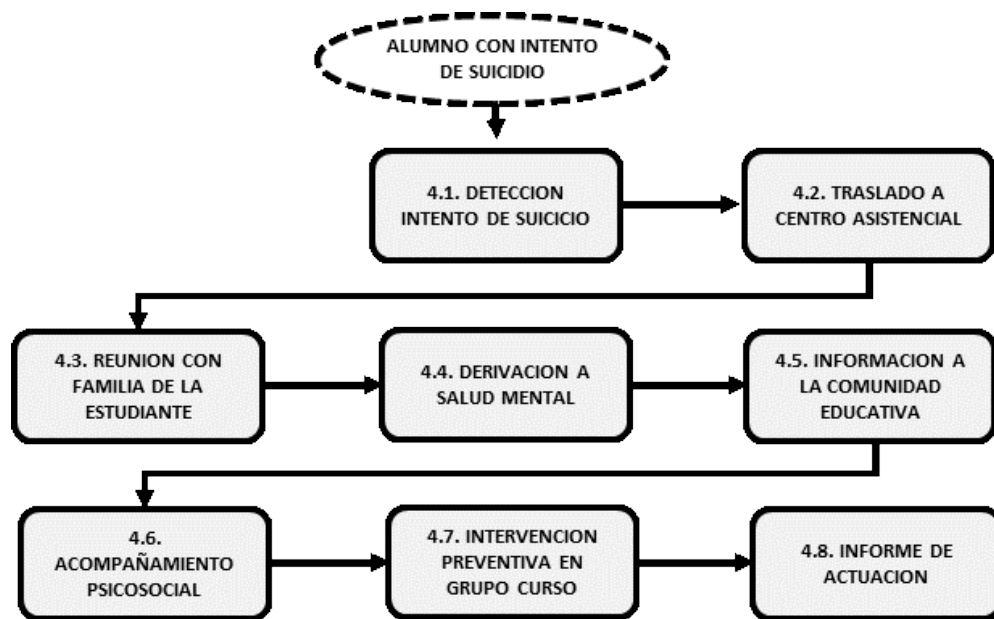 ALUMNO CON INTENTO
DE SUICIDIO
4.1. DETECCION
INTENTO DE SUICICIO
4.2. TRASLADO A
CENTRO ASISTENCIAL
4.3. REUNION CON
FAMILIA DE LA
ESTUDIANTE
4.4. DERIVACION A
SALUD MENTAL
4.5. INFORMACION A
LA COMUNIDAD
EDUCATIVA
4.6.
ACOMPAÑAMIENTO
PSICOSOCIAL
4.7. INTERVENCION
PREVENTIVA EN
GRUPO CURSO
4.8. INFORME DE
ACTUACION